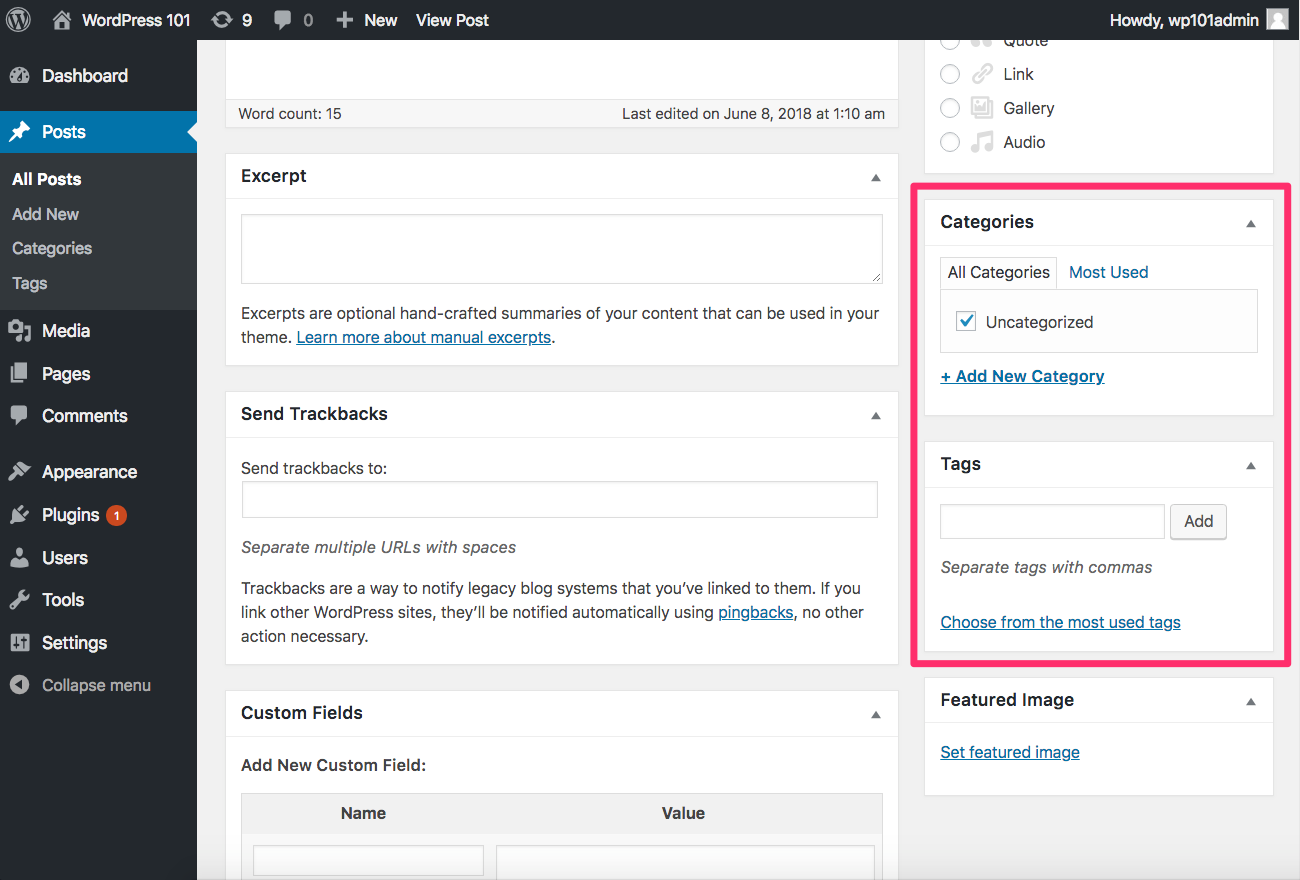 WordPress 101 9 0 New View Post Howdy, wp101admin
Dashboard
Posts
All Posts
Add New
Categories
Tags
Media
Pages
Comments
Appearance
Plugins 1
Users
Tools
Settings
Collapse menu
Word count: 15 Last edited on June 8, 2018 at 1:10 am
Excerpt
Excerpts are optional hand-crafted summaries of your content that can be used in your
theme. Learn more about manual excerpts.
Send Trackbacks
Send trackbacks to:
Separate multiple URLs with spaces
Trackbacks are a way to notify legacy blog systems that you’ve linked to them. If you
link other WordPress sites, they’ll be notified automatically using pingbacks, no other
action necessary.
Custom Fields
Add New Custom Field:
Name Value
Quote
Link
Gallery
Audio
Categories
All Categories Most Used
Uncategorized
+ Add New Category
Tags
Add
Separate tags with commas
Choose from the most used tags
Featured Image
Set featured image